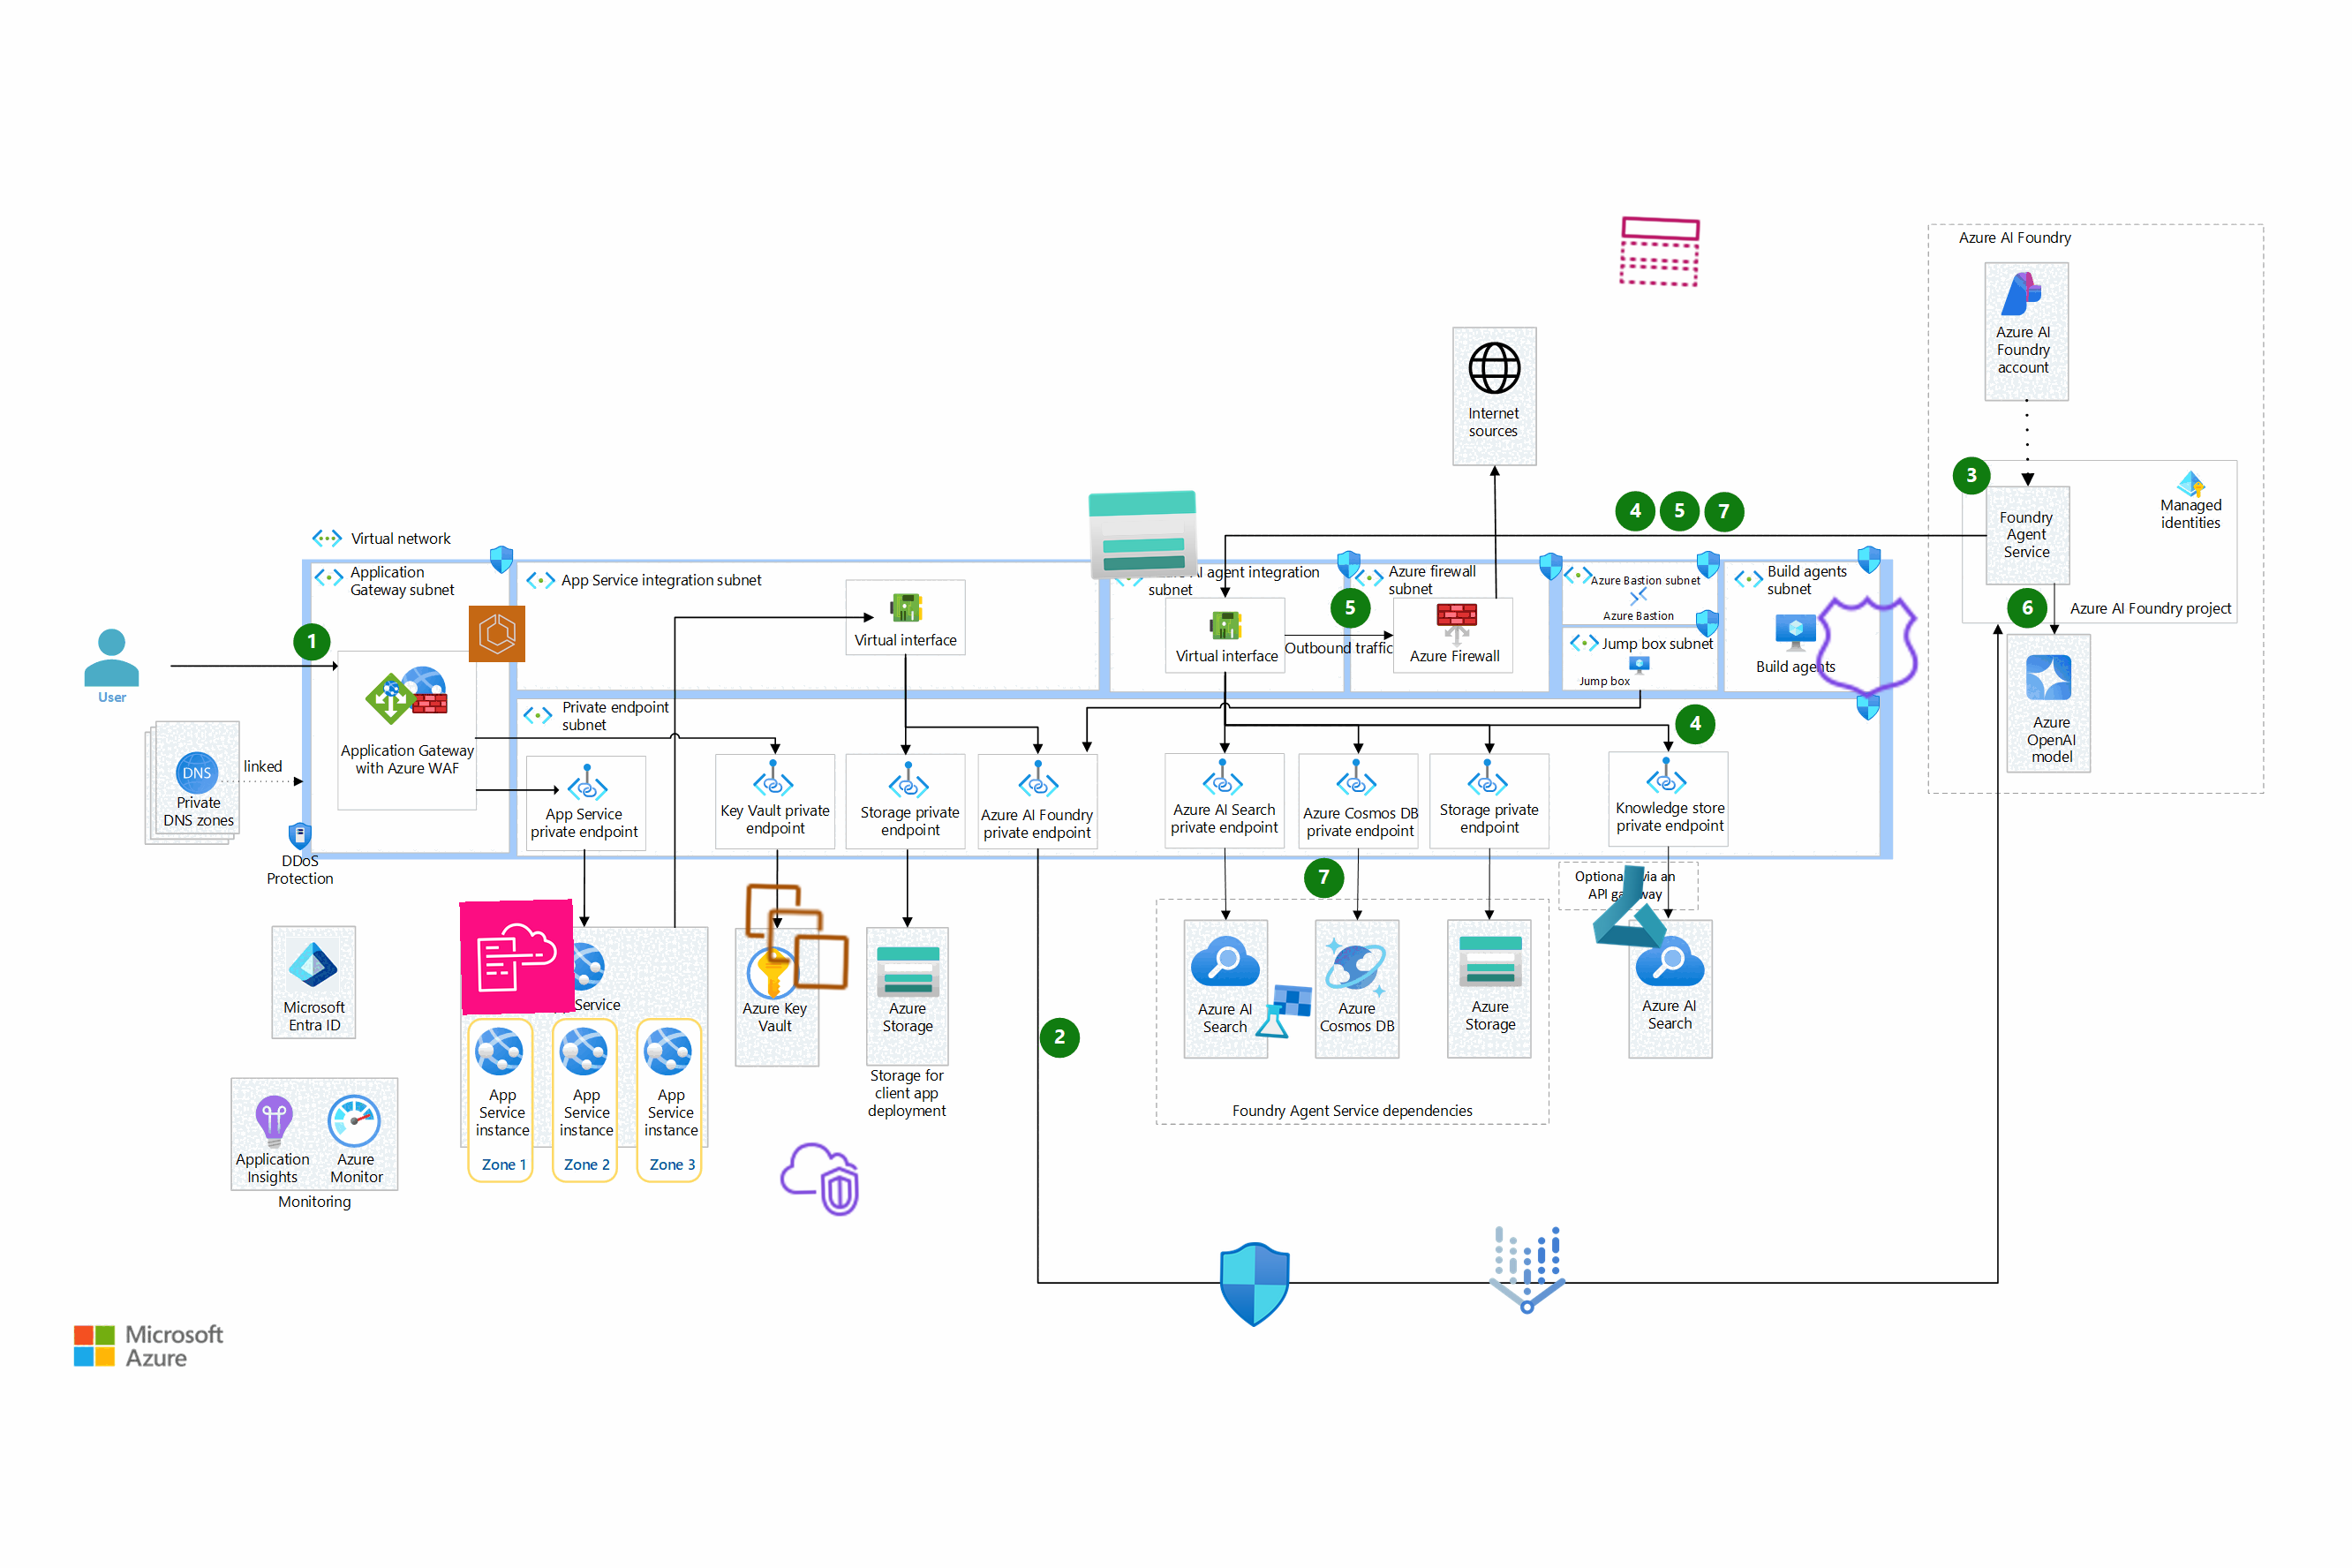 Azure AI Foundry
Azure AI
Foundry
account
Internet
sources
3
Managed
identities
4 5 7
Foundry
Agent
Service
Virtual network
Application
Gateway subnet
App Service integration subnet
AI agent integration
subnet
Azure firewall
subnet
Azure Bastion subnet
Azure Bastion
Build agents
subnet
5
6
Azure AI Foundry project
1
Virtual interface
Virtual interface
Outbound traffic
Azure Firewall
Jump box subnet
Jump box
Build agents
User
Private endpoint
subnet
4
Application Gateway
with Azure WAF
Azure
OpenAI
model
linked
DNS
Private
DNS zones
App Service
private endpoint
Key Vault private
endpoint
Storage private
endpoint
Azure AI Foundry
private endpoint
Azure AI Search
private endpoint
Azure Cosmos DB
private endpoint
Storage private
endpoint
Knowledge store
private endpoint
DDoS
Protection
7
via an
API
Microsoft
Entra ID
Service
Azure Key
Vault
Azure
Storage
Storage for
client app
deployment
2
Azure AI
Search
Azure
Cosmos DB
Azure
Storage
Azure AI
Search
Foundry Agent Service dependencies
App
Service
instance
Zone 1
App
Service
instance
Zone 2
App
Service
instance
Zone 3
Application
Insights
Azure
Monitor
Monitoring
Microsoft
Azure